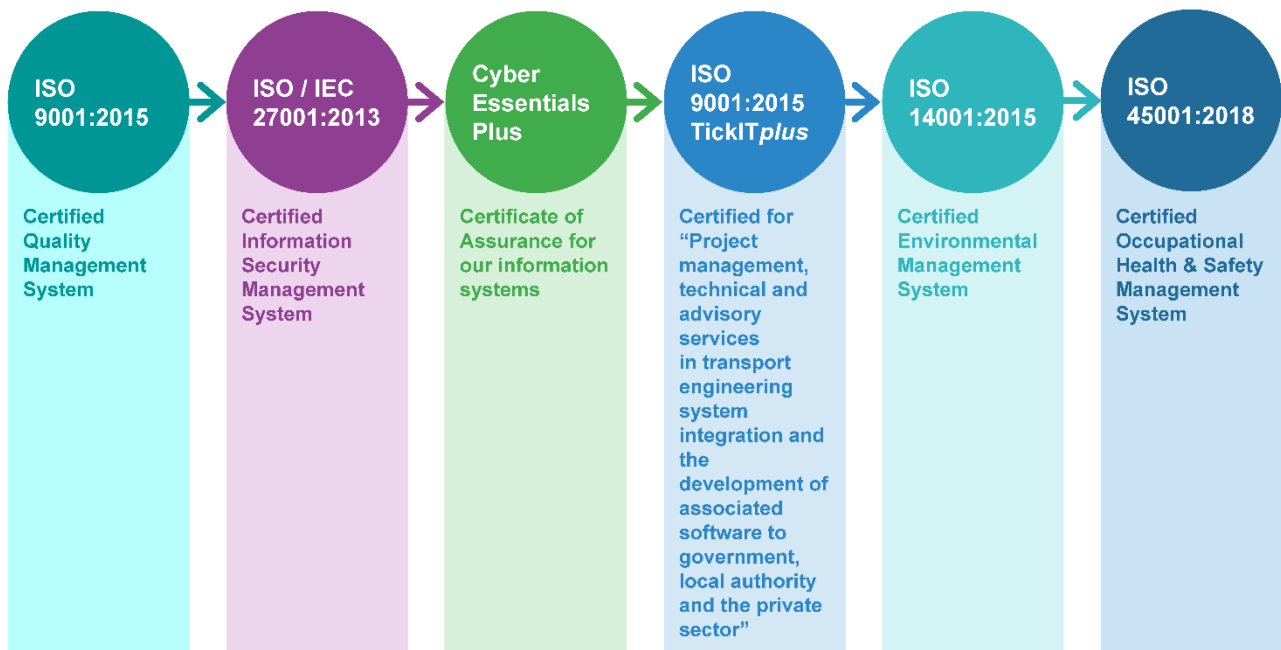 ISO
9001:2015
Certified
Quality
Management
System
ISO / IEC
27001:2013
Certified
Information
Security
Management
System
Cyber
Essentials
Plus
Certificate of
Assurance for
our information
systems
ISO
9001:2015
TickITplus
Certified for
“Project
management,
technical and
advisory
services
in transport
engineering
system
integration and
the
development of
associated
software to
government,
local authority
and the private
sector”
ISO
14001:2015
Certified
Environmental
Management
System
ISO
45001:2018
Certified
Occupational
Health & Safety
Management
System